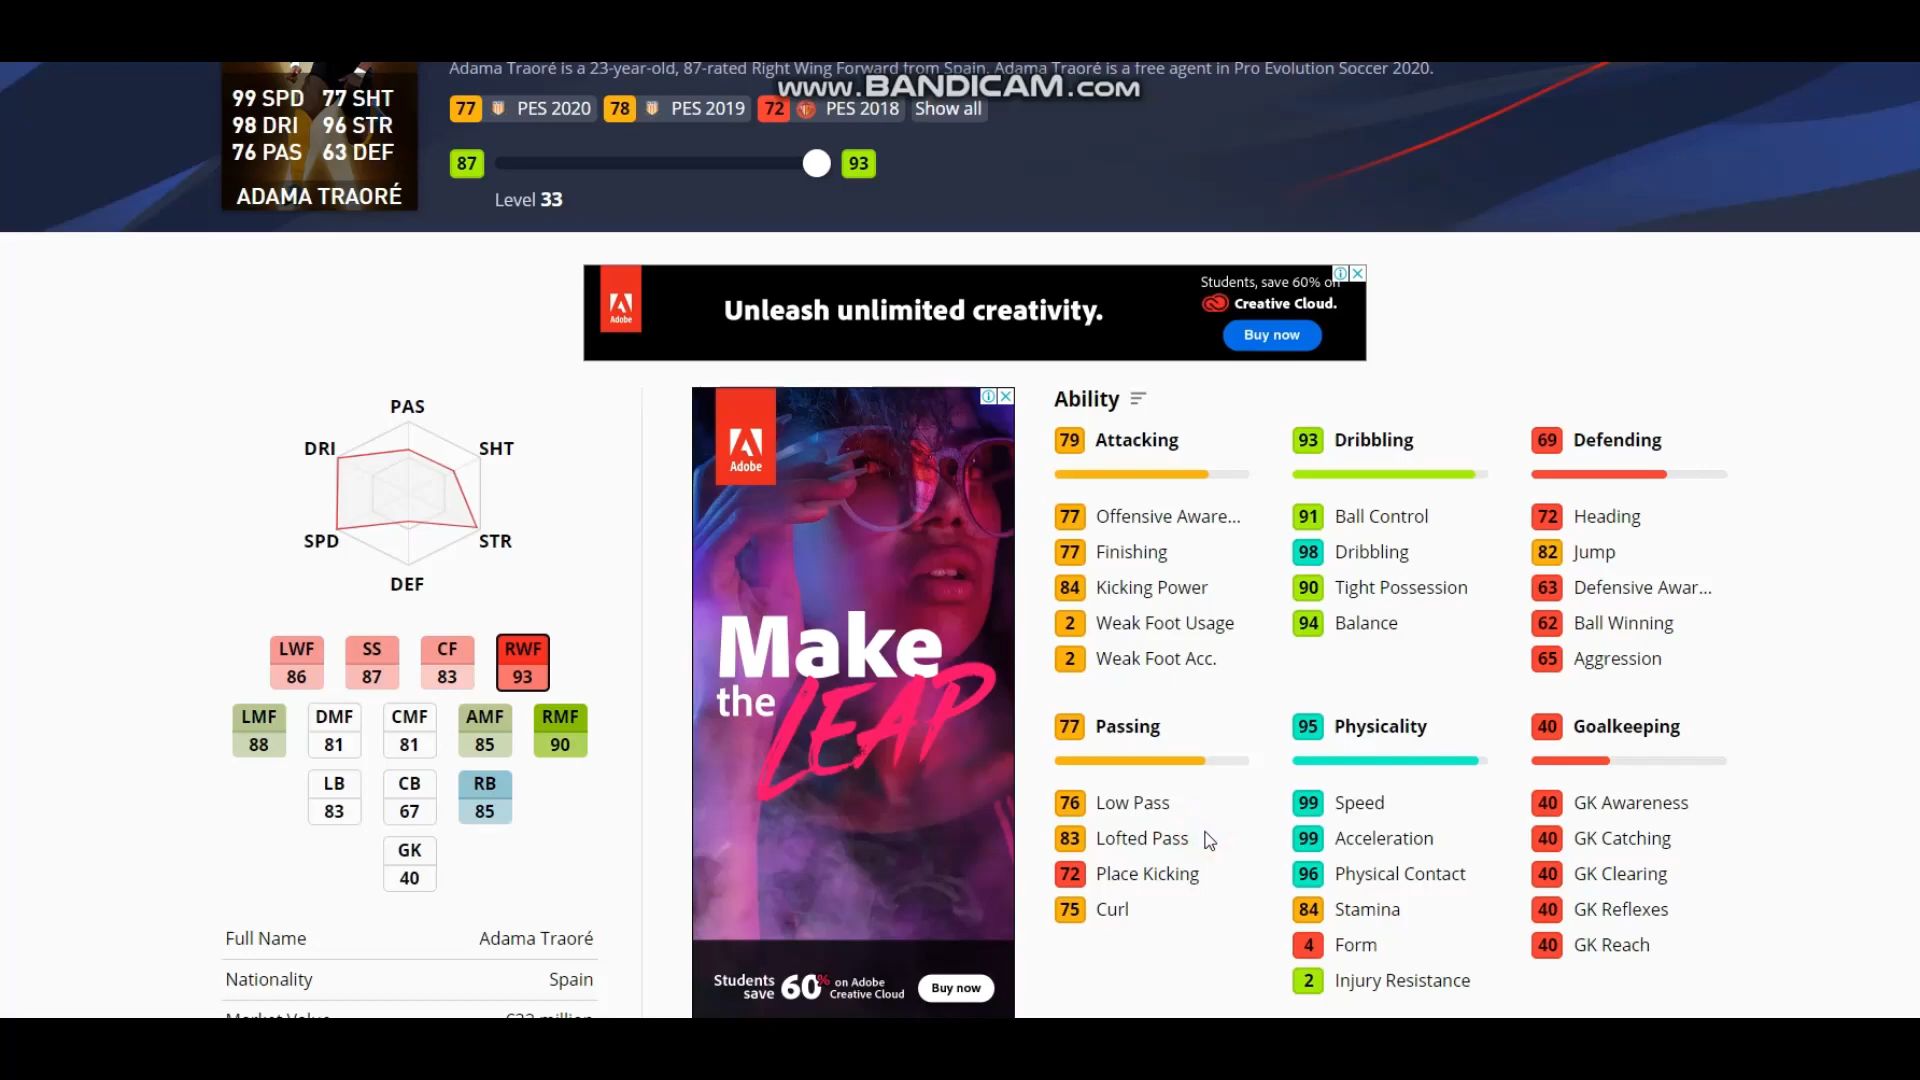 Adama Traoré is a 23-year-old, 87-rated Right Wing Forward from Spain. Adama Traoré is a free agent in Pro Evolution Soccer 2020.
www.BANDICAM.com
99 SPD 77 SHT
98 DRI 96 STR
76 PAS 63 DEF
ADAMA TRAORÉ
77 PES 2020 78 PES 2019 72 PES 2018 Show all
87 93
Level 33
Adobe
Unleash unlimited creativity.
Students, save 60% on
Creative Cloud.
Buy now
PAS
DRI SHT
SPD STR
DEF
LWF SS CF RWF
86 87 83 93
LMF DMF CMF AMF RMF
88 81 81 85 90
LB CB RB
83 67 85
GK
40
Full Name Adama Traoré
Nationality Spain
Market Value €22 million
Adobe
Make
the LEAP
Students save 60% on Adobe Creative Cloud
Buy now
Ability
79 Attacking
77 Offensive Aware...
77 Finishing
84 Kicking Power
2 Weak Foot Usage
2 Weak Foot Acc.
93 Dribbling
91 Ball Control
98 Dribbling
90 Tight Possession
94 Balance
69 Defending
72 Heading
82 Jump
63 Defensive Awar...
62 Ball Winning
65 Aggression
77 Passing
76 Low Pass
83 Lofted Pass
72 Place Kicking
75 Curl
95 Physicality
99 Speed
99 Acceleration
96 Physical Contact
84 Stamina
4 Form
2 Injury Resistance
40 Goalkeeping
40 GK Awareness
40 GK Catching
40 GK Clearing
40 GK Reflexes
40 GK Reach